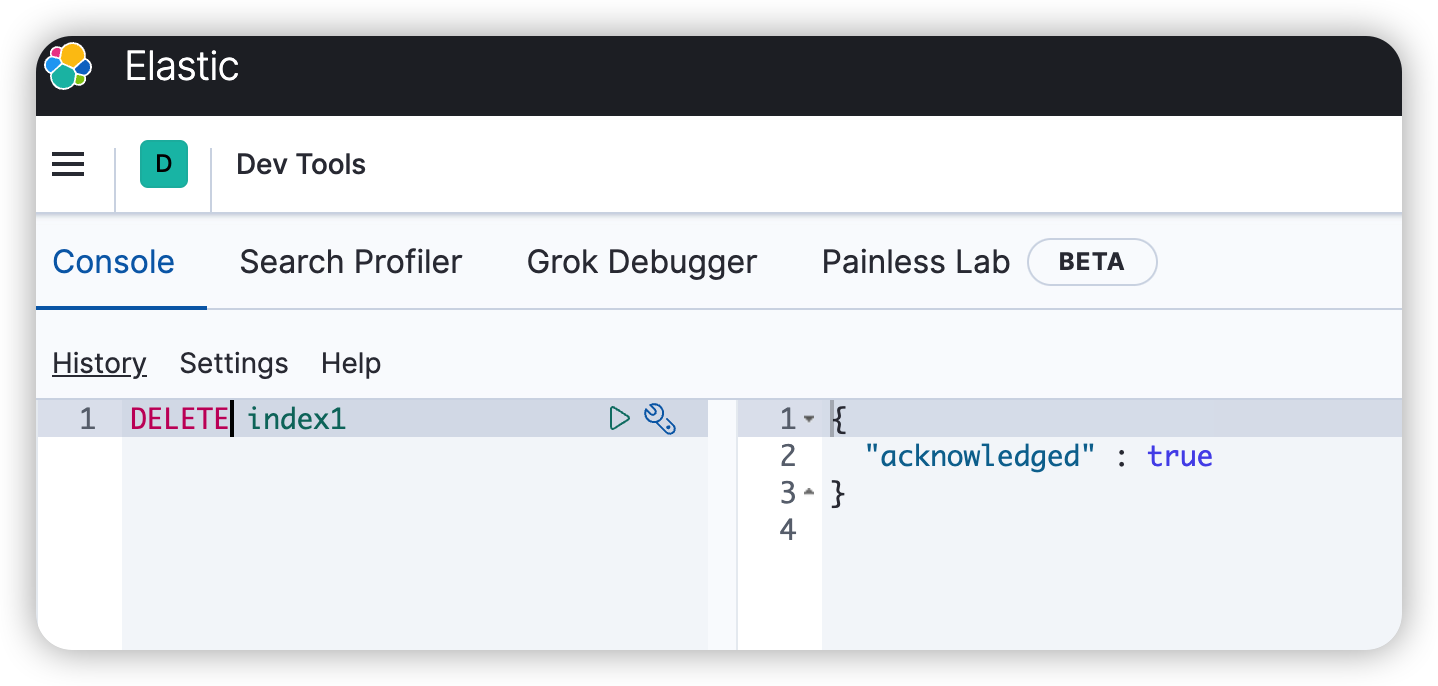 Elastic
D Dev Tools
Console Search Profiler Grok Debugger Painless Lab BETA
History Settings Help
1 DELETE index1
1 {
2 "acknowledged" : true
3 }
4